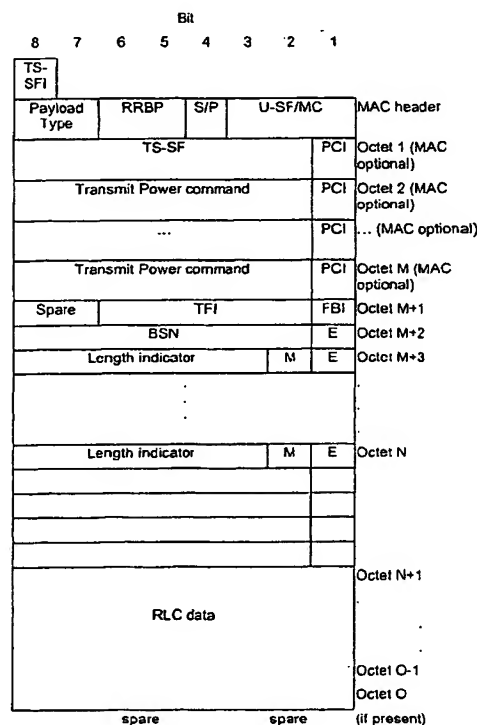 Bit
8 7 6 5 4 3 2 1
TS-
SFI
Payload Type RRBP S/P U-SF/MC MAC header
TS-SF PCI Octet 1 (MAC optional)
Transmit Power command PCI Octet 2 (MAC optional)
... PCI ... (MAC optional)
Transmit Power command PCI Octet M (MAC optional)
Spare TFI FBI Octet M+1
BSN E Octet M+2
Length indicator M E Octet M+3
Length indicator M E Octet N
Octet N+1
RLC data
Octet O-1
Octet O
spare spare (if present)